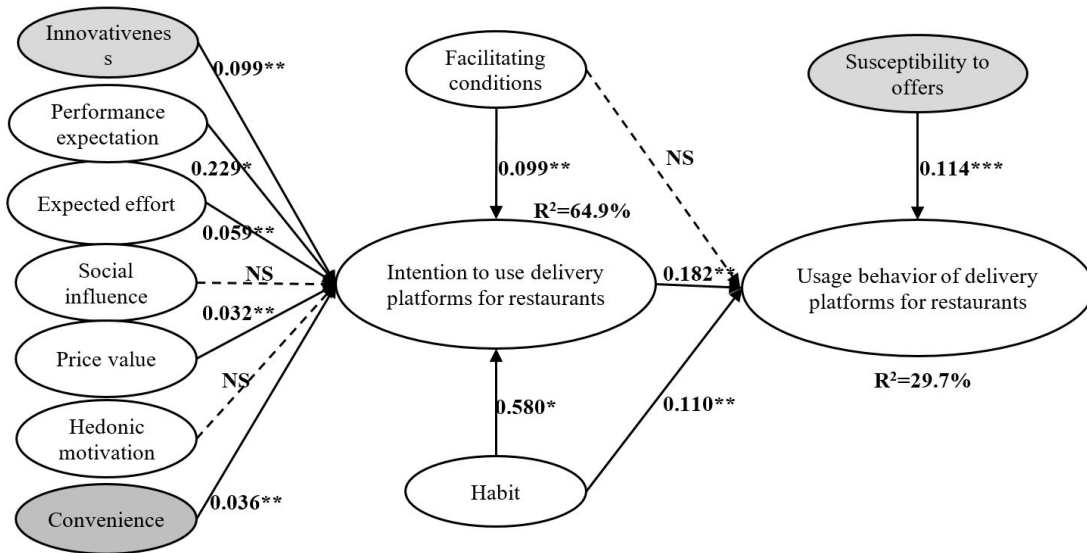 Innovativenes
s
0.099**
Performance
expectation
0.229*
Expected effort
0.059**
Social
influence
NS
Price value
0.032**
Hedonic
motivation
NS
Convenience
0.036**
Facilitating
conditions
0.099**
NS
R²=64.9%
Intention to use delivery
platforms for restaurants
0.182**
0.580*
Habit
0.110**
Susceptibility to
offers
0.114***
Usage behavior of delivery
platforms for restaurants
R²=29.7%